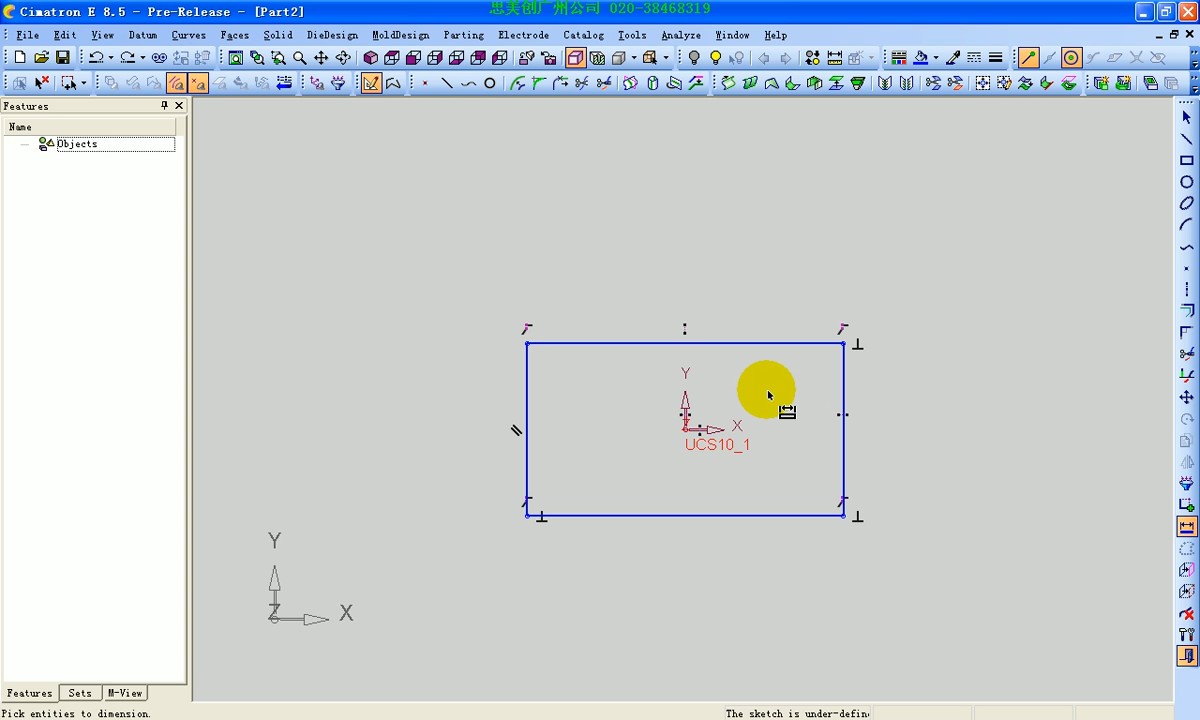 思美创广州公司 020-38468319
Cimatron E 8.5 - Pre-Release - [Part2]
File Edit View Datum Curves Faces Solid DieDesign MoldDesign Parting Electrode Catalog Tools Analyze Window Help
Features
Name
Objects
Y
X
UCS10_1
Y
Z
X
Features Sets M-View
Pick entities to dimension.
The sketch is under-defin